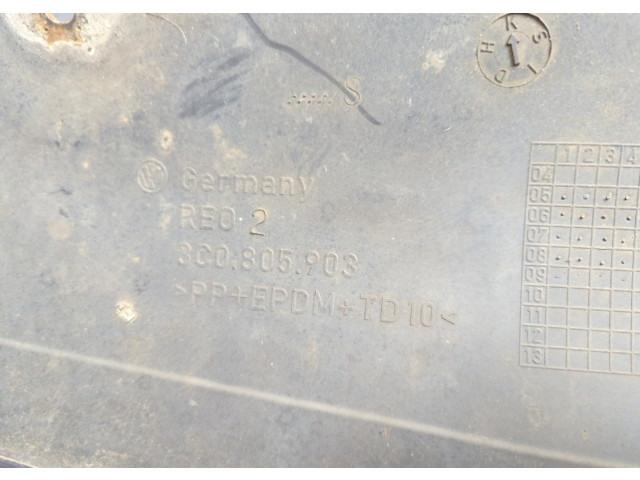 K
S
I
D
H
S
Germany
REO 2
3C0.805.903
>PP+EPDM+TD10<
1 2 3 4
04
05
06
07
08
09
10
11
12
13